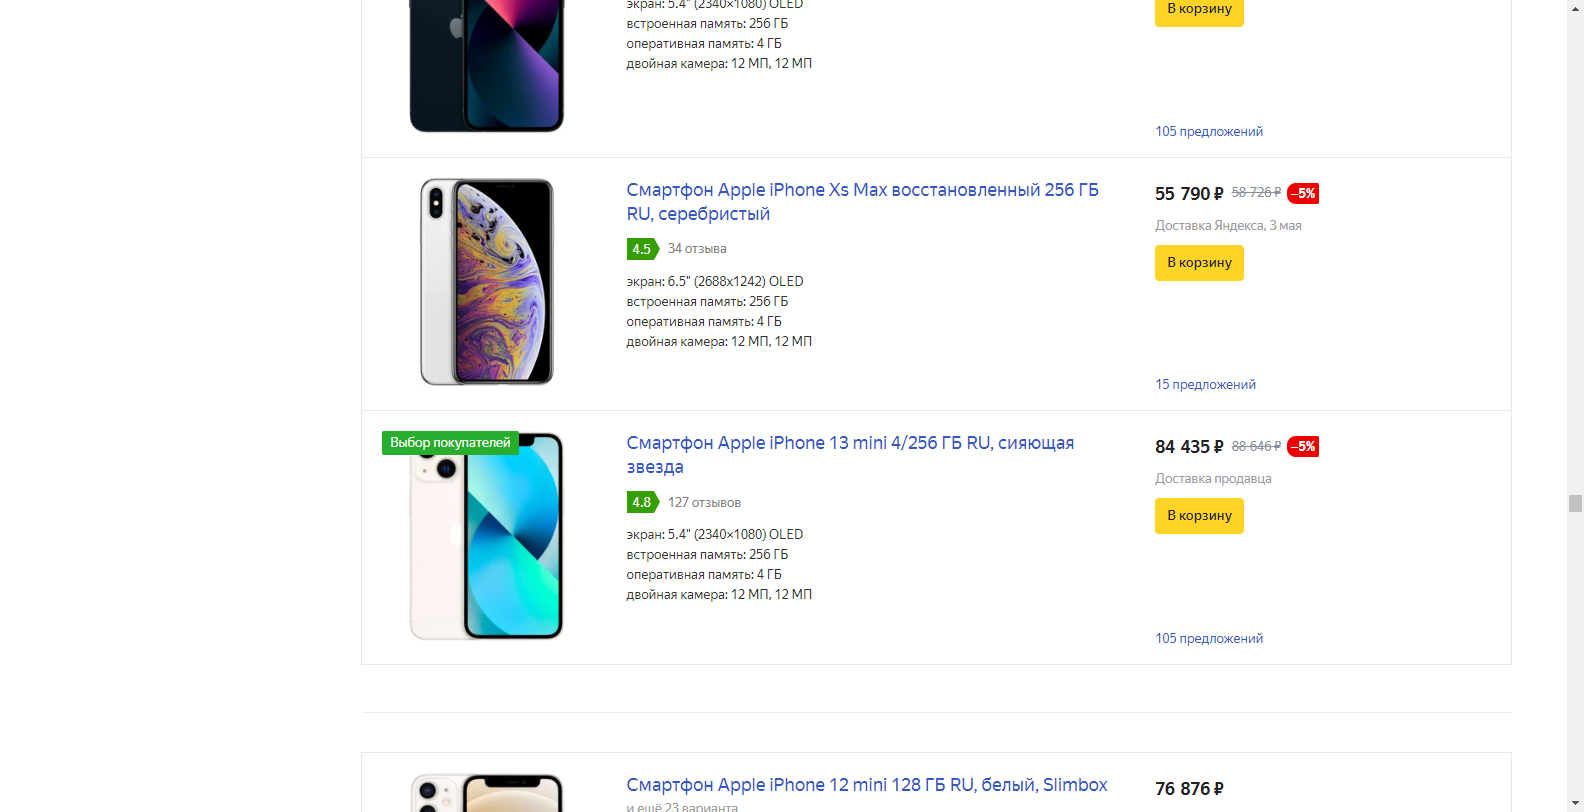 экран: 5.4" (2340×1080) OLED
встроенная память: 256 ГБ
оперативная память: 4 ГБ
двойная камера: 12 МП, 12 МП
В корзину
105 предложений
Смартфон Apple iPhone Xs Max восстановленный 256 ГБ
RU, серебристый
4.5 34 отзыва
экран: 6.5" (2688x1242) OLED
встроенная память: 256 ГБ
оперативная память: 4 ГБ
двойная камера: 12 МП, 12 МП
55 790 ₽ 58 726 ₽ –5%
Доставка Яндекса, 3 мая
В корзину
15 предложений
Выбор покупателей
Смартфон Apple iPhone 13 mini 4/256 ГБ RU, сияющая
звезда
4.8 127 отзывов
экран: 5.4" (2340×1080) OLED
встроенная память: 256 ГБ
оперативная память: 4 ГБ
двойная камера: 12 МП, 12 МП
84 435 ₽ 88 646 ₽ –5%
Доставка продавца
В корзину
105 предложений
Смартфон Apple iPhone 12 mini 128 ГБ RU, белый, Slimbox
и ещё 23 варианта
76 876 ₽